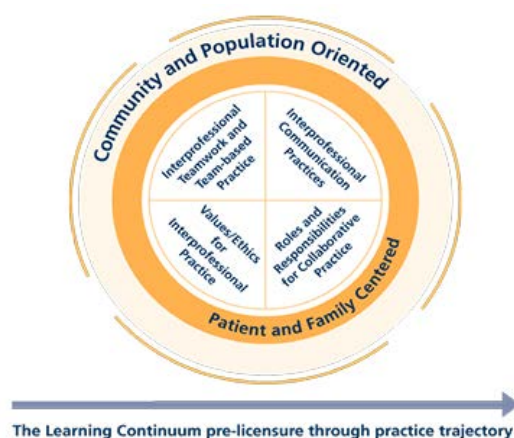 Community and Population Oriented
Interprofessional
Teamwork and
Team-based
Practice
Interprofessional
Communication
Practices
Values/Ethics
for
Interprofessional
Practice
Roles and
Responsibilities
for Collaborative
Practice
Patient and Family Centered
The Learning Continuum pre-licensure through practice trajectory